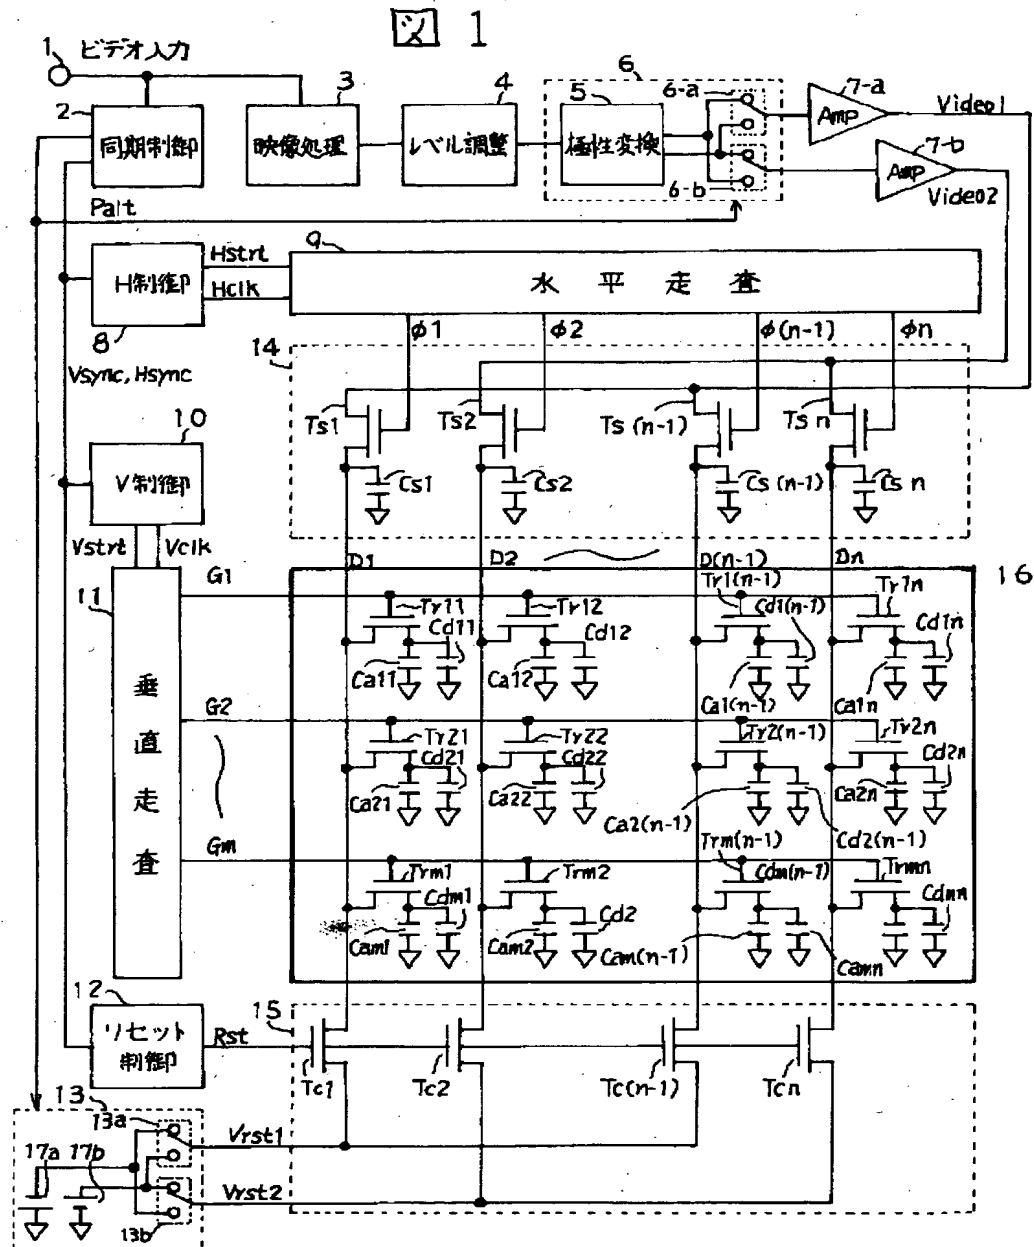 図 1
1 ビデオ入力
2
同期制御
3
映像処理
4
レベル調整
6
5
極性変換
6-a
6-b
7-a
Amp
Video1
7-b
Amp
Video2
Palt
H制御
8
Hstrt
Hclk
9
水平走査
φ1
φ2
φ(n-1)
φn
14
Vsync, Hsync
Ts1
Ts2
Ts(n-1)
Ts n
Cs1
Cs2
Cs(n-1)
Cs n
10
V制御
Vstrt
Vclk
D1
D2
D(n-1)
Dn
16
11
垂直走査
G1
Tr11
Cd11
Ca11
Tr12
Cd12
Ca12
Tr1(n-1)
Cd1(n-1)
Ca1(n-1)
Tr1n
Cd1n
Ca1n
G2
Tr21
Cd21
Ca21
Tr22
Cd22
Ca22
Tr2(n-1)
Ca2(n-1)
Cd2(n-1)
Tr2n
Cd2n
Ca2n
Gm
Trm1
Cdm1
Cam1
Trm2
Cd2
Cam2
Trm(n-1)
Cdm(n-1)
Cam(n-1)
Trmn
Cdmn
Camn
12
リセット
制御
Rst
15
Tc1
Tc2
Tc(n-1)
Tcn
13
13a
17a 17b
Vrst1
Vrst2
13b